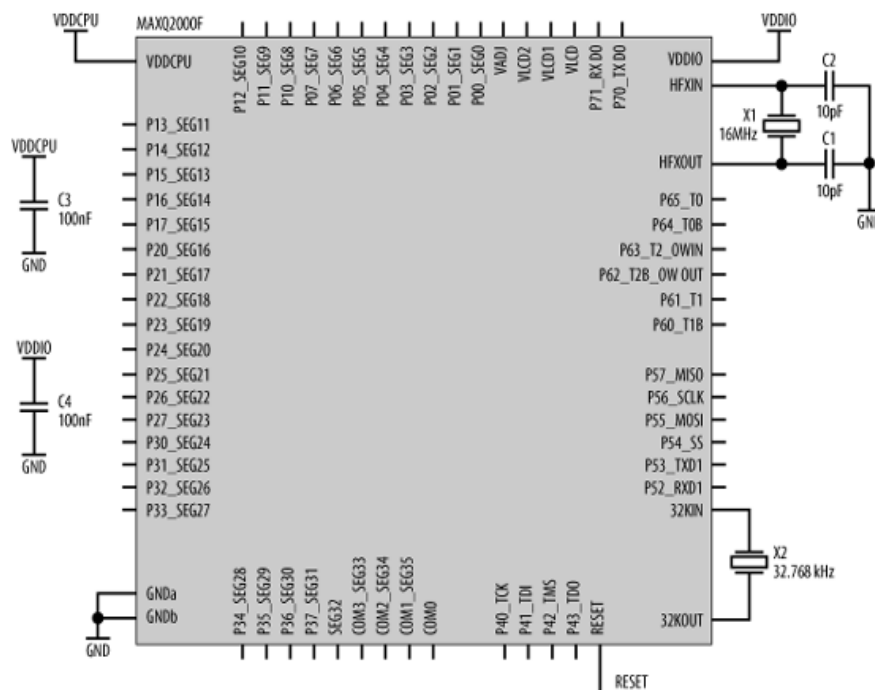 VDDCPU
MAXQ2000F
VDDIO
VDDCPU
P12_SEG10
P11_SEG9
P10_SEG8
P07_SEG7
P06_SEG6
P05_SEG5
P04_SEG4
P03_SEG3
P02_SEG2
P01_SEG1
P00_SEG0
VADJ
VLCD2
VLCD1
VLCD
P71_RX D0
P70_TX D0
VDDIO
HFXIN
C2
10pF
X1
16MHz
HFXOUT
C1
10pF
GND
VDDCPU
C3
100nF
GND
VDDIO
C4
100nF
GND
P13_SEG11
P14_SEG12
P15_SEG13
P16_SEG14
P17_SEG15
P20_SEG16
P21_SEG17
P22_SEG18
P23_SEG19
P24_SEG20
P25_SEG21
P26_SEG22
P27_SEG23
P30_SEG24
P31_SEG25
P32_SEG26
P33_SEG27
GNDa
GNDb
GND
P65_T0
P64_T0B
P63_T2_OWIN
P62_T2B_OW OUT
P61_T1
P60_T1B
P57_MISO
P56_SCLK
P55_MOSI
P54_SS
P53_TXD1
P52_RXD1
32KIN
X2
32.768 kHz
32KOUT
P34_SEG28
P35_SEG29
P36_SEG30
P37_SEG31
SEG32
COM3_SEG33
COM2_SEG34
COM1_SEG35
COM0
P40_TCK
P41_TDI
P42_TMS
P43_TDO
RESET
RESET